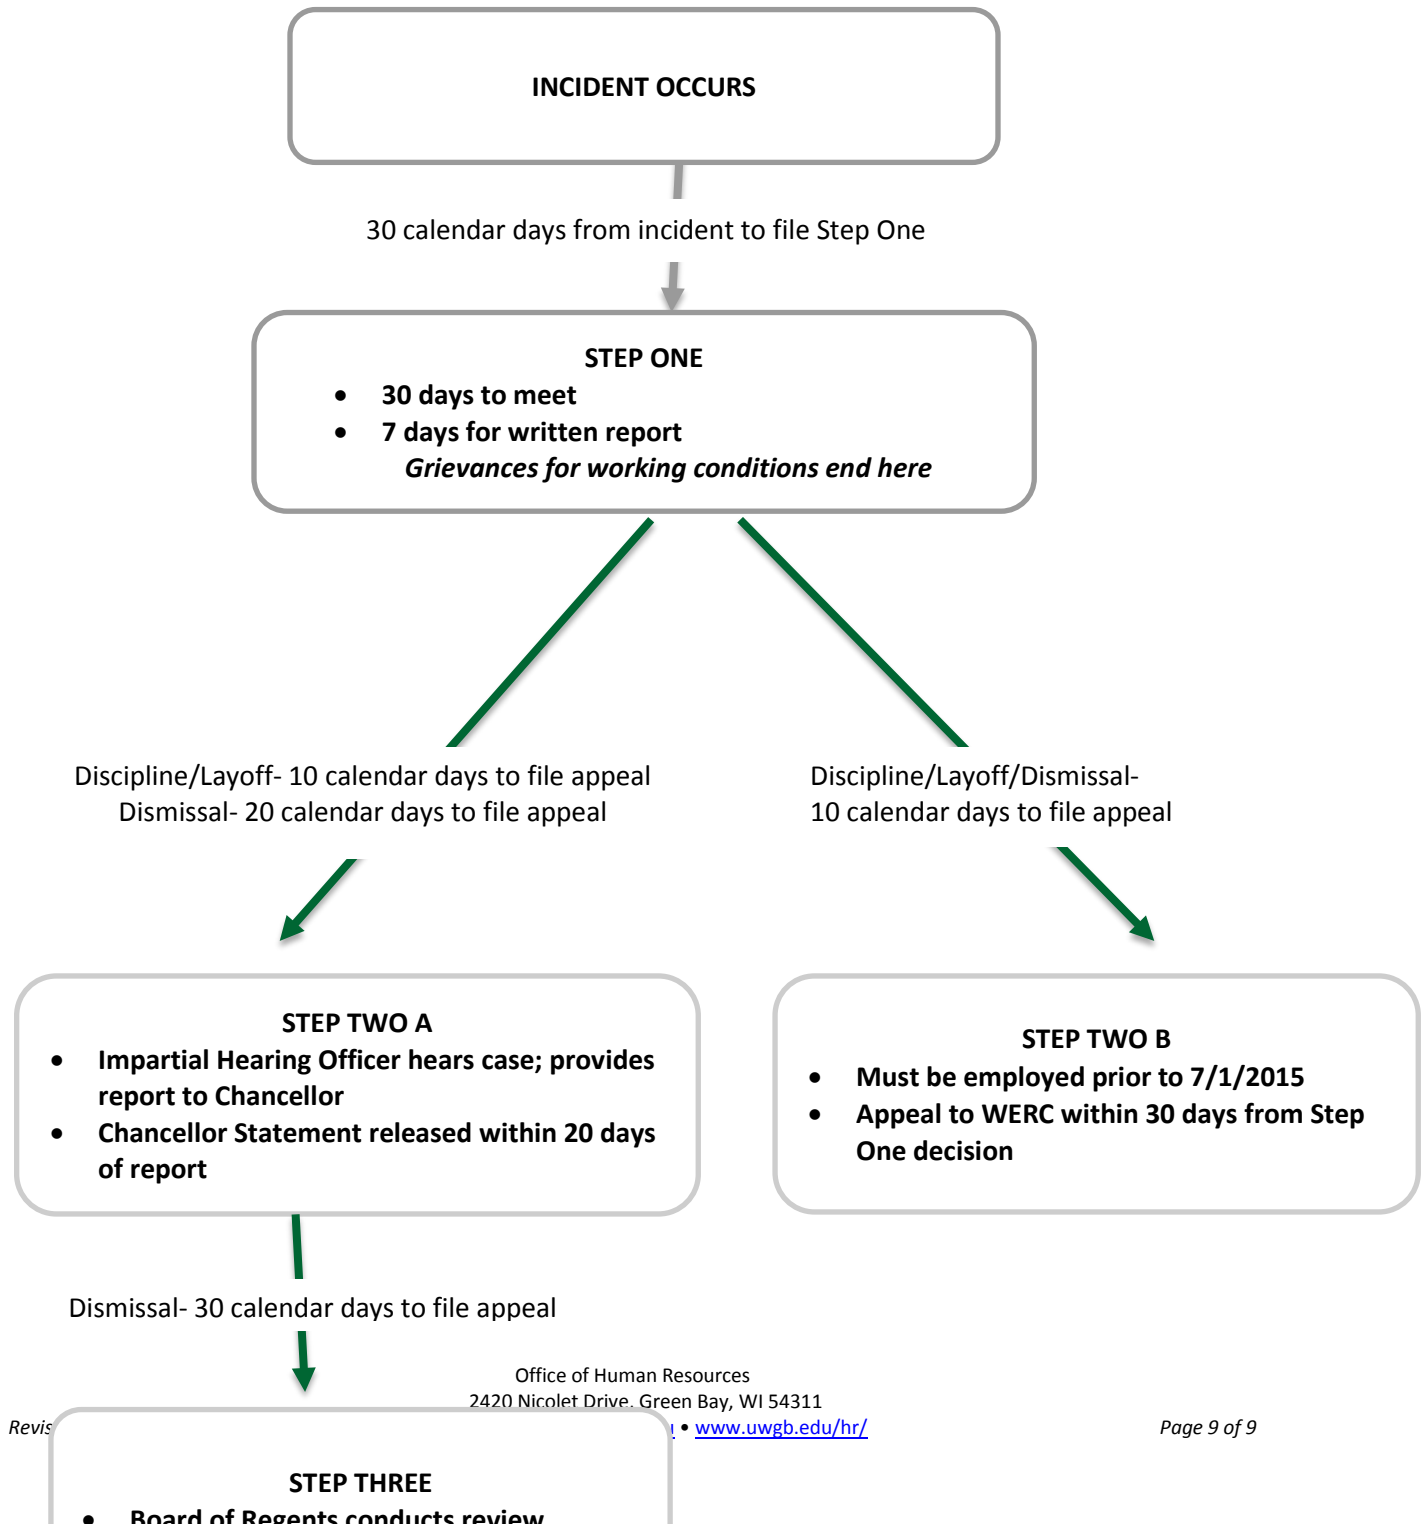 INCIDENT OCCURS
30 calendar days from incident to file Step One
STEP ONE
• 30 days to meet
• 7 days for written report
Grievances for working conditions end here
Discipline/Layoff- 10 calendar days to file appeal
Dismissal- 20 calendar days to file appeal
Discipline/Layoff/Dismissal-
10 calendar days to file appeal
STEP TWO A
• Impartial Hearing Officer hears case; provides
report to Chancellor
• Chancellor Statement released within 20 days
of report
STEP TWO B
• Must be employed prior to 7/1/2015
• Appeal to WERC within 30 days from Step
One decision
Dismissal- 30 calendar days to file appeal
Office of Human Resources
2420 Nicolet Drive, Green Bay, WI 54311
• www.uwgb.edu/hr/
Page 9 of 9
STEP THREE
• Board of Regents conducts review